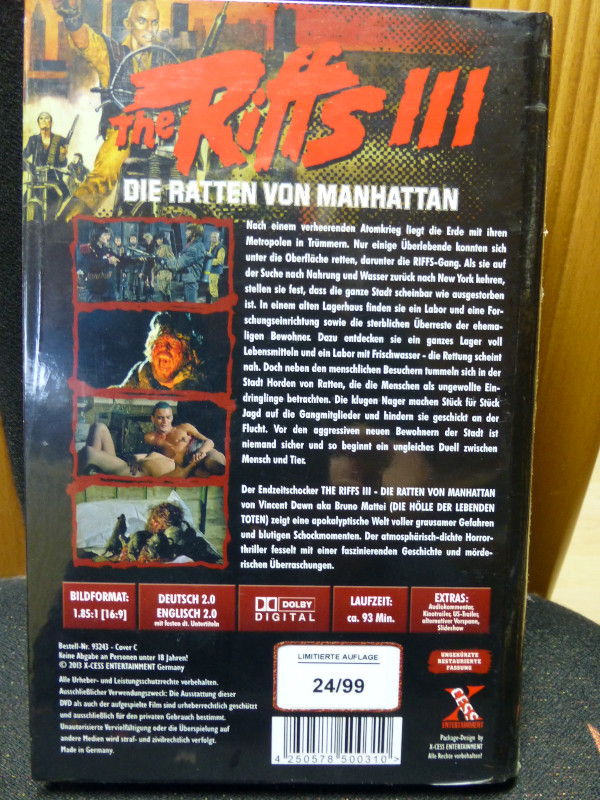 The Riffs III
DIE RATTEN VON MANHATTAN
Nach einem verheerenden Atomkrieg liegt die Erde mit ihren
Metropolen in Trümmern. Nur einige Überlebende konnten sich
unter die Oberfläche retten, darunter die RIFFS-Gang. Als sie auf
der Suche nach Nahrung und Wasser zurück nach New York kehren,
stellen sie fest, dass die ganze Stadt scheinbar wie ausgestorben
ist. In einem alten Lagerhaus finden sie ein Labor und eine For-
schungseinrichtung sowie die sterblichen Überreste der ehema-
ligen Bewohner. Dazu entdecken sie ein ganzes Lager voll
Lebensmitteln und ein Labor mit Frischwasser - die Rettung scheint
nah. Doch neben den menschlichen Besuchern tummeln sich in der
Stadt Horden von Ratten, die die Menschen als ungewollte Ein-
dringlinge betrachten. Die klugen Nager machen Stück für Stück
Jagd auf die Gangmitglieder und hindern sie geschickt an der
Flucht. Vor den aggressiven neuen Bewohnern der Stadt ist
niemand sicher und so beginnt ein ungleiches Duell zwischen
Mensch und Tier.
Der Endzeitschocker THE RIFFS III - DIE RATTEN VON MANHATTAN
von Vincent Dawn aka Bruno Mattei (DIE HÖLLE DER LEBENDEN
TOTEN) zeigt eine apokalyptische Welt voller grausamer Gefahren
und blutigen Schockmomenten. Der atmosphärisch-dichte Horror-
thriller fesselt mit einer faszinierenden Geschichte und mörde-
rischen Überraschungen.
BILDFORMAT:
1.85:1 [16:9]
DEUTSCH 2.0
ENGLISCH 2.0
mit festen dt. Untertiteln
DOLBY
DIGITAL
LAUFZEIT:
ca. 93 Min.
EXTRAS:
Audiokommentar,
Kinotrailer, US-Trailer,
alternativer Vorspann,
Slideshow
Bestell-Nr. 93243 - Cover C
Keine Abgabe an Personen unter 18 Jahren!
© 2013 X-CESS ENTERTAINMENT Germany
Alle Urheber- und Leistungsschutzrechte vorbehalten.
Ausschließlicher Verwendungszweck: Die Ausstattung dieser
DVD als auch der aufgespielte Film sind urheberrechtlich geschützt
und ausschließlich für den privaten Gebrauch bestimmt.
Unautorisierte Vervielfältigung oder die Überspielung auf
andere Medien wird straf- und zivilrechtlich verfolgt.
Made in Germany.
LIMITIERTE AUFLAGE
24/99
4 250578 500310 >
UNGEKÜRZTE
RESTAURIERTE
FASSUNG
X
CESS
ENTERTAINMENT
Package-Design by
X-CESS ENTERTAINMENT
Alle Rechte vorbehalten!